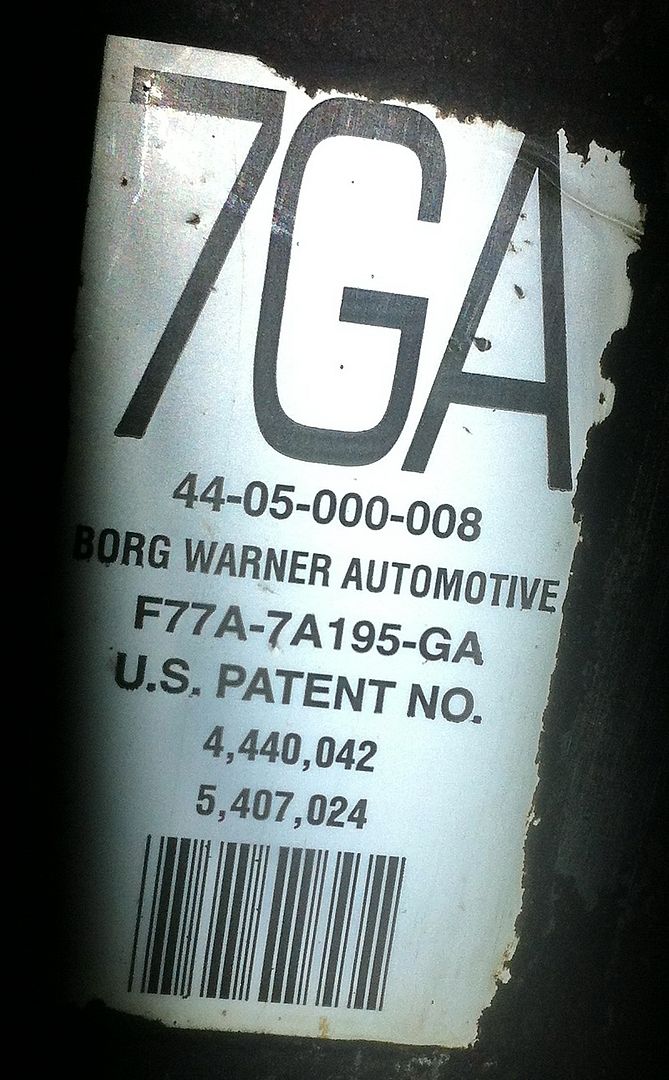 7GA
44-05-000-008
BORG WARNER AUTOMOTIVE
F77A-7A195-GA
U.S. PATENT NO.
4,440,042
5,407,024